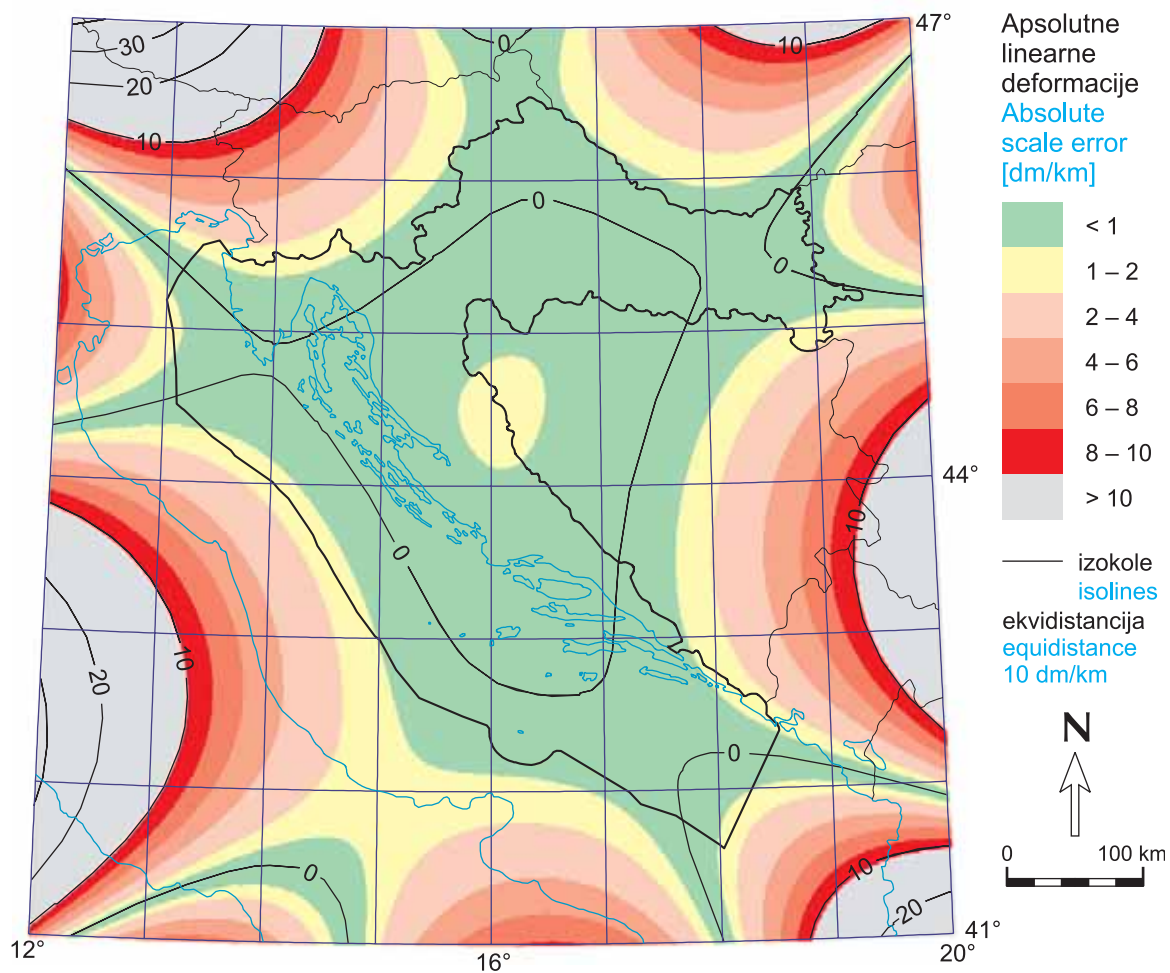 30
20
10
0
10
47°
0
0
0
10
20
10
0
10
20
0
44°
41°
12°
16°
20°
Apsolutne
linearne
deformacije
Absolute
scale error
[dm/km]
< 1
1 – 2
2 – 4
4 – 6
6 – 8
8 – 10
> 10
izokole
isolines
ekvidistancija
equidistance
10 dm/km
N
0 100 km